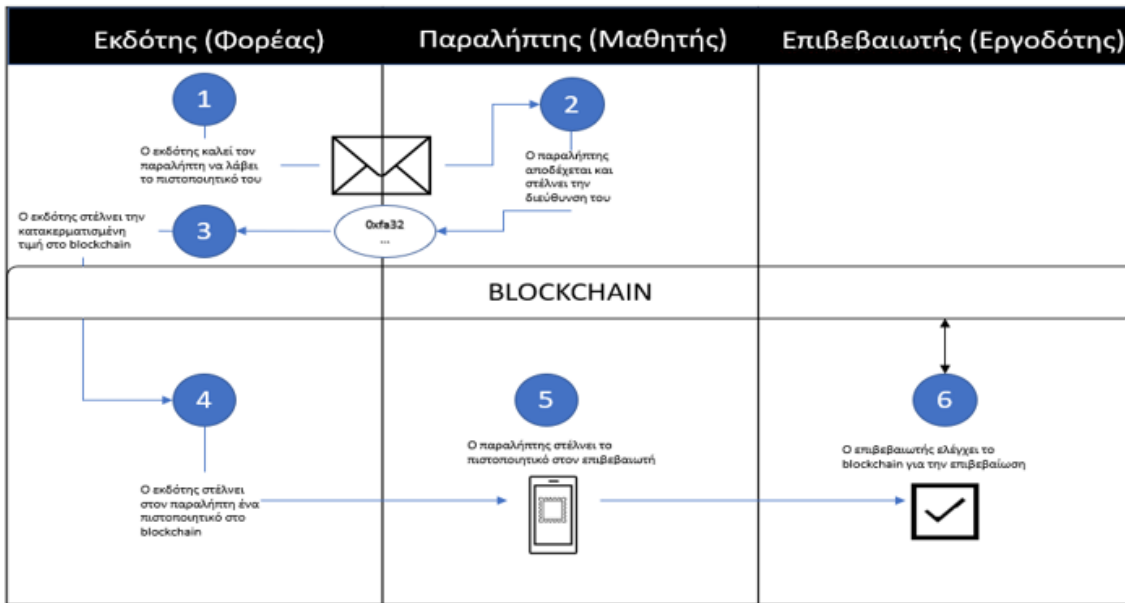 Εκδότης (Φορέας)
Παραλήπτης (Μαθητής)
Επιβεβαιωτής (Εργοδότης)
1
Ο εκδότης καλεί τον
παραλήπτη να λάβει
το πιστοποιητικό του
2
Ο παραλήπτης
αποδέχεται και
στέλνει την
διεύθυνση του
0xfa32
...
3
Ο εκδότης στέλνει την
κατακερματισμένη
τιμή στο blockchain
BLOCKCHAIN
4
Ο εκδότης στέλνει
στον παραλήπτη ένα
πιστοποιητικό στο
blockchain
5
Ο παραλήπτης στέλνει το
πιστοποιητικό στον επιβεβαιωτή
6
Ο επιβεβαιωτής ελέγχει το
blockchain για την επιβεβαίωση